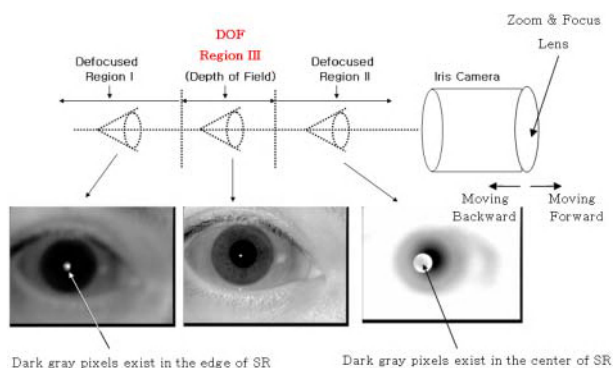 Zoom & Focus
Lens
DOF
Region III
(Depth of Field)
Defocused
Region I
Defocused
Region II
Iris Camera
Moving
Backward
Moving
Forward
Dark gray pixels exist in the edge of SR
Dark gray pixels exist in the center of SR